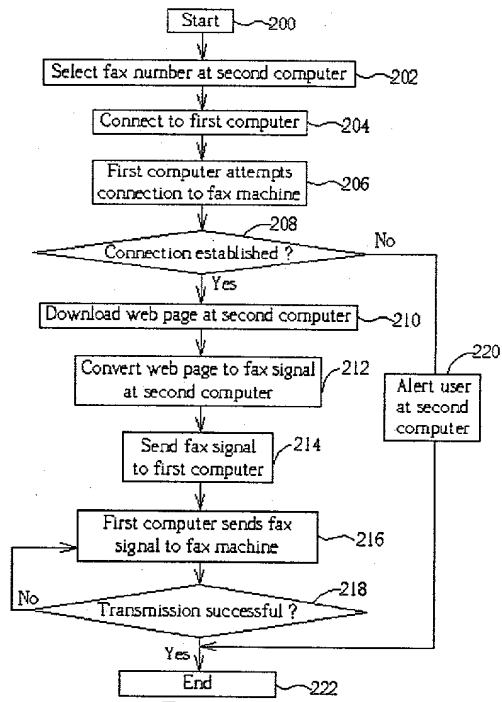 Start
200
Select fax number at second computer
202
Connect to first computer
204
First computer attempts
connection to fax machine
206
208
Connection established ?
No
Yes
Download web page at second computer
210
220
Convert web page to fax signal
at second computer
212
Alert user
at second
computer
Send fax signal
to first computer
214
First computer sends fax
signal to fax machine
216
218
No
Transmission successful ?
Yes
End
222